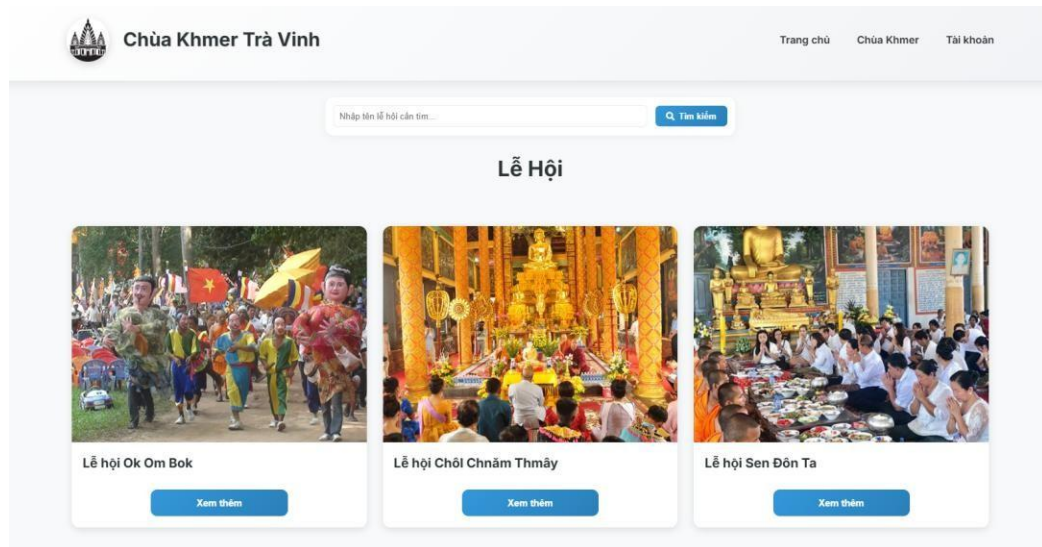 Chùa Khmer Trà Vinh
Trang chủ Chùa Khmer Tài khoản
Nhập tên lễ hội cần tìm...
Tìm kiếm
Lễ Hội
Lễ hội Ok Om Bok
Lễ hội Chôl Chnăm Thmây
Lễ hội Sen Đôn Ta
Xem thêm
Xem thêm
Xem thêm